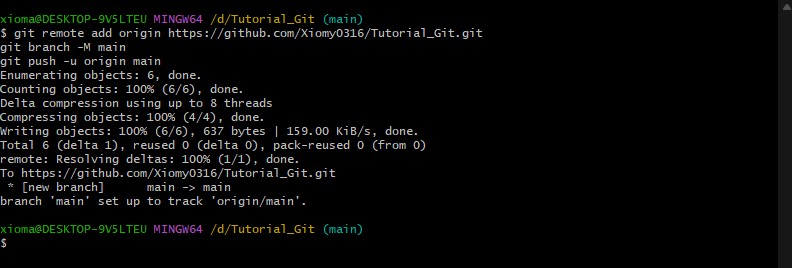 xioma@DESKTOP-9V5LTEU MINGW64 /d/Tutorial_Git (main)
$ git remote add origin https://github.com/Xiomy0316/Tutorial_Git.git
git branch -M main
git push -u origin main
Enumerating objects: 6, done.
Counting objects: 100% (6/6), done.
Delta compression using up to 8 threads
Compressing objects: 100% (4/4), done.
Writing objects: 100% (6/6), 637 bytes | 159.00 KiB/s, done.
Total 6 (delta 1), reused 0 (delta 0), pack-reused 0 (from 0)
remote: Resolving deltas: 100% (1/1), done.
To https://github.com/Xiomy0316/Tutorial_Git.git
 * [new branch]      main -> main
branch 'main' set up to track 'origin/main'.
xioma@DESKTOP-9V5LTEU MINGW64 /d/Tutorial_Git (main)
$